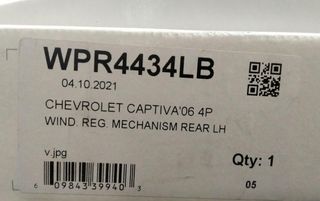 WPR4434LB
04.10.2021
CHEVROLET CAPTIVA'06 4P
WIND. REG. MECHANISM REAR LH
v.jpg
Qty: 1
6 09843 39940 3
05